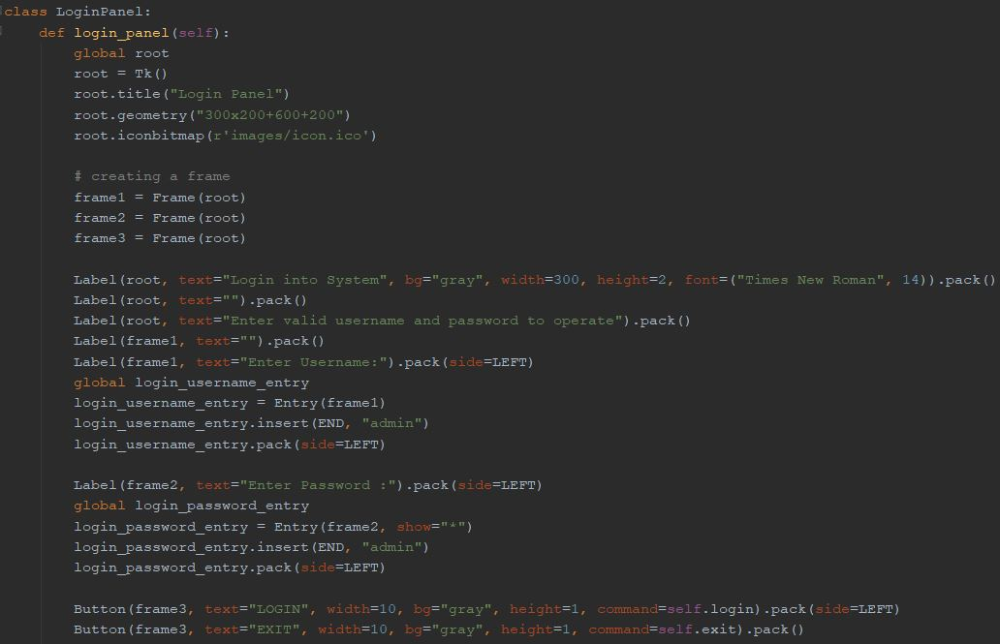 class LoginPanel:
    def login_panel(self):
        global root
        root = Tk()
        root.title("Login Panel")
        root.geometry("300x200+600+200")
        root.iconbitmap(r'images/icon.ico')

        # creating a frame
        frame1 = Frame(root)
        frame2 = Frame(root)
        frame3 = Frame(root)

        Label(root, text="Login into System", bg="gray", width=300, height=2, font=("Times New Roman", 14)).pack()
        Label(root, text="").pack()
        Label(root, text="Enter valid username and password to operate").pack()
        Label(frame1, text="").pack()
        Label(frame1, text="Enter Username:").pack(side=LEFT)
        global login_username_entry
        login_username_entry = Entry(frame1)
        login_username_entry.insert(END, "admin")
        login_username_entry.pack(side=LEFT)

        Label(frame2, text="Enter Password :").pack(side=LEFT)
        global login_password_entry
        login_password_entry = Entry(frame2, show="*")
        login_password_entry.insert(END, "admin")
        login_password_entry.pack(side=LEFT)

        Button(frame3, text="LOGIN", width=10, bg="gray", height=1, command=self.login).pack(side=LEFT)
        Button(frame3, text="EXIT", width=10, bg="gray", height=1, command=self.exit).pack()